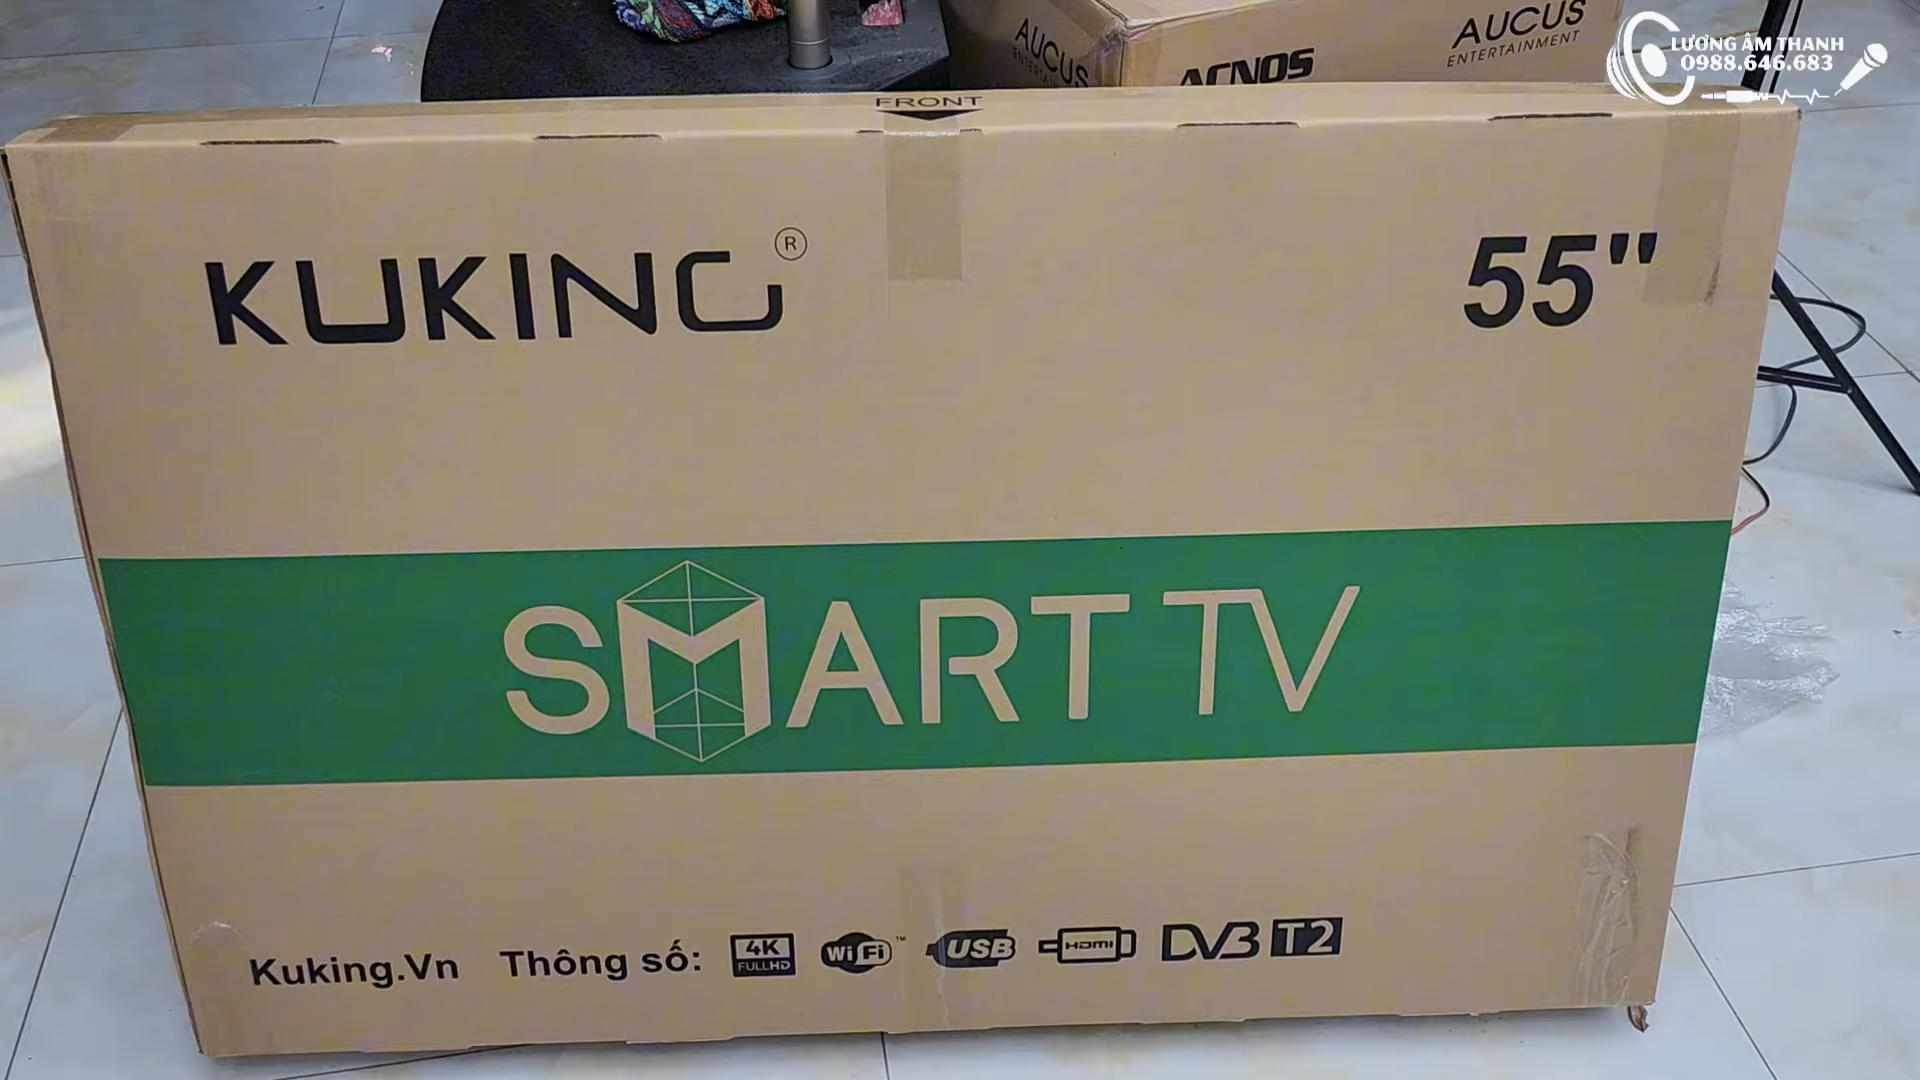 AUCUS
ENTERTAINMENT
AUCUS
ACNOS
LƯƠNG ÂM THANH
0988.646.683
FRONT
KUKING®
55"
SMART TV
Kuking.Vn Thông số: 4K FULLHD WiFi™ USB HDMI DVB T2